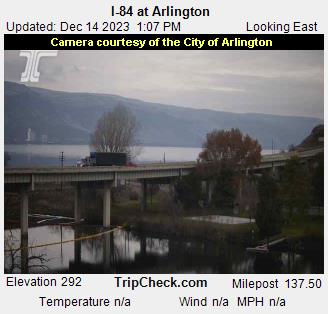 I-84 at Arlington
Updated: Dec 14 2023 1:07 PM Looking East
Camera courtesy of the City of Arlington
Elevation 292 TripCheck.com Milepost 137.50
Temperature n/a Wind n/a MPH n/a